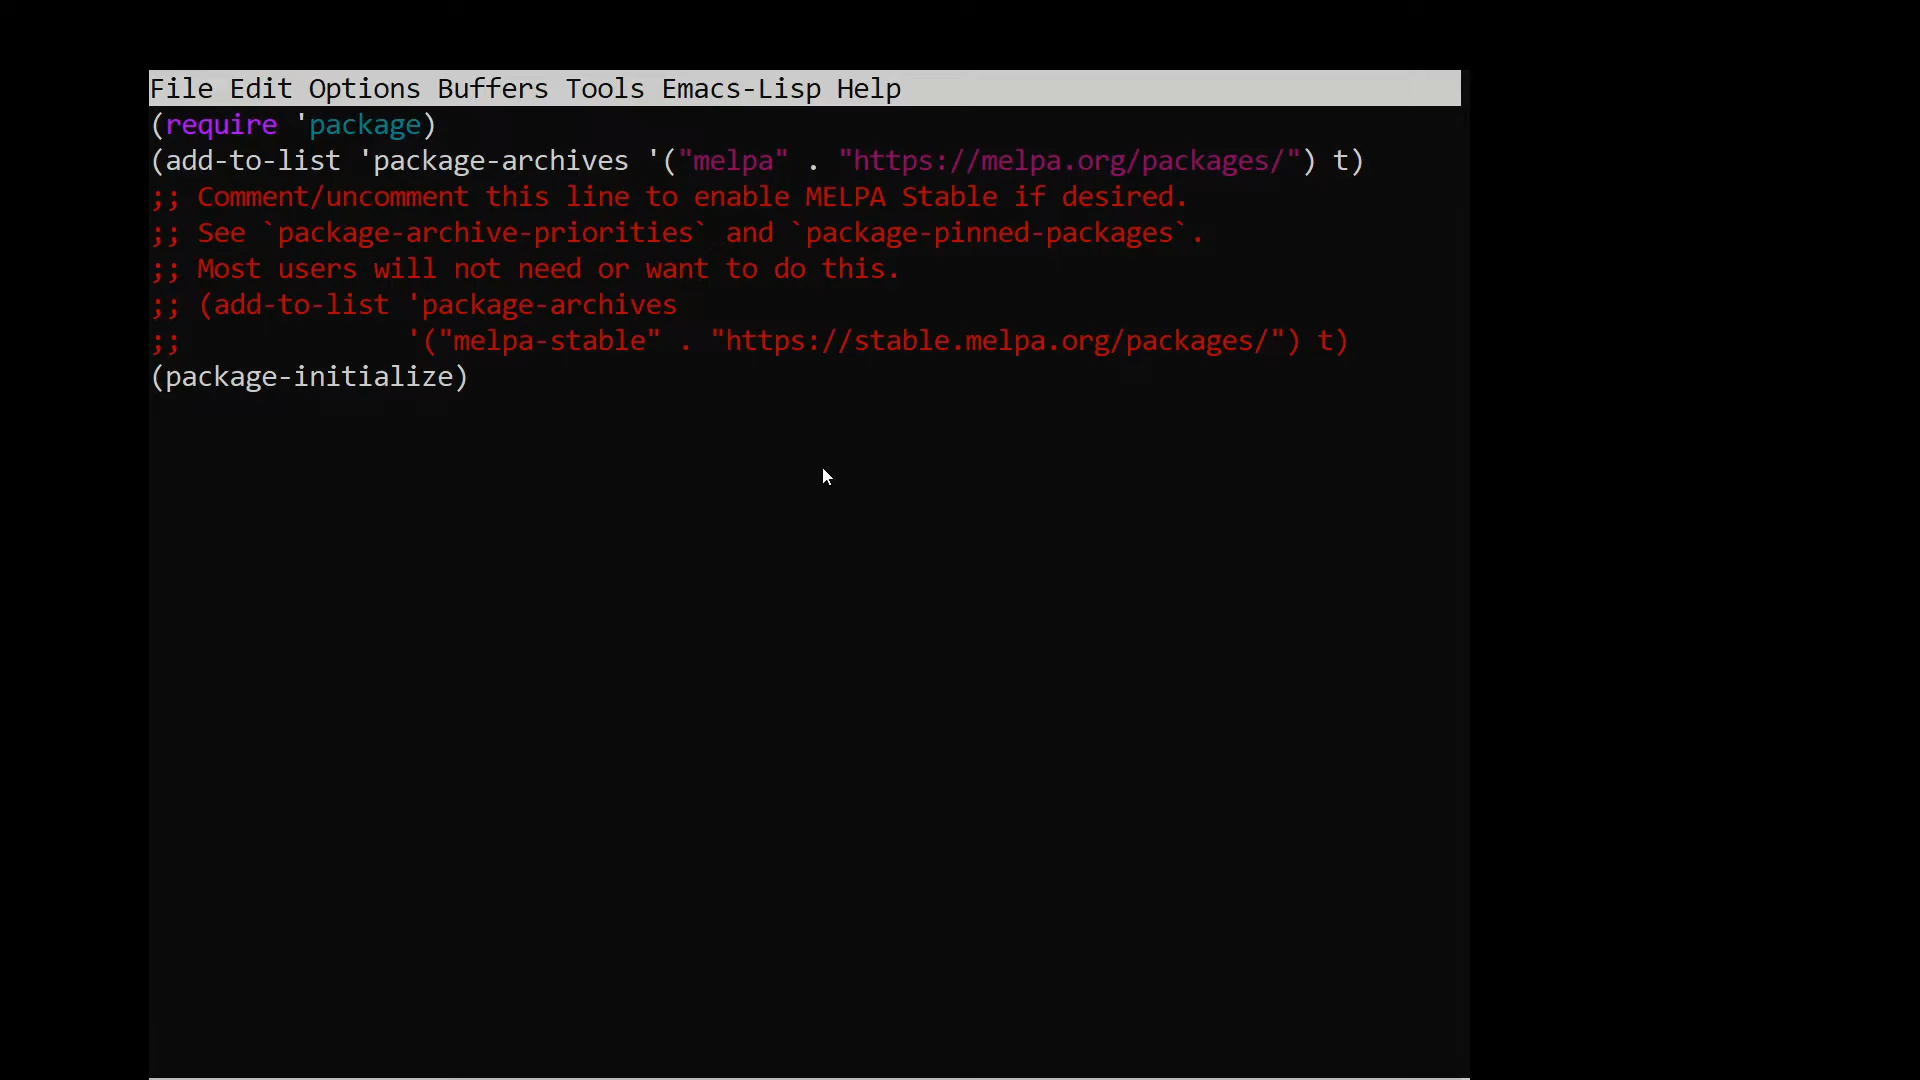 File Edit Options Buffers Tools Emacs-Lisp Help
(require 'package)
(add-to-list 'package-archives '("melpa" . "https://melpa.org/packages/") t)
;; Comment/uncomment this line to enable MELPA Stable if desired.
;; See `package-archive-priorities` and `package-pinned-packages`.
;; Most users will not need or want to do this.
;; (add-to-list 'package-archives
;;              '("melpa-stable" . "https://stable.melpa.org/packages/") t)
(package-initialize)